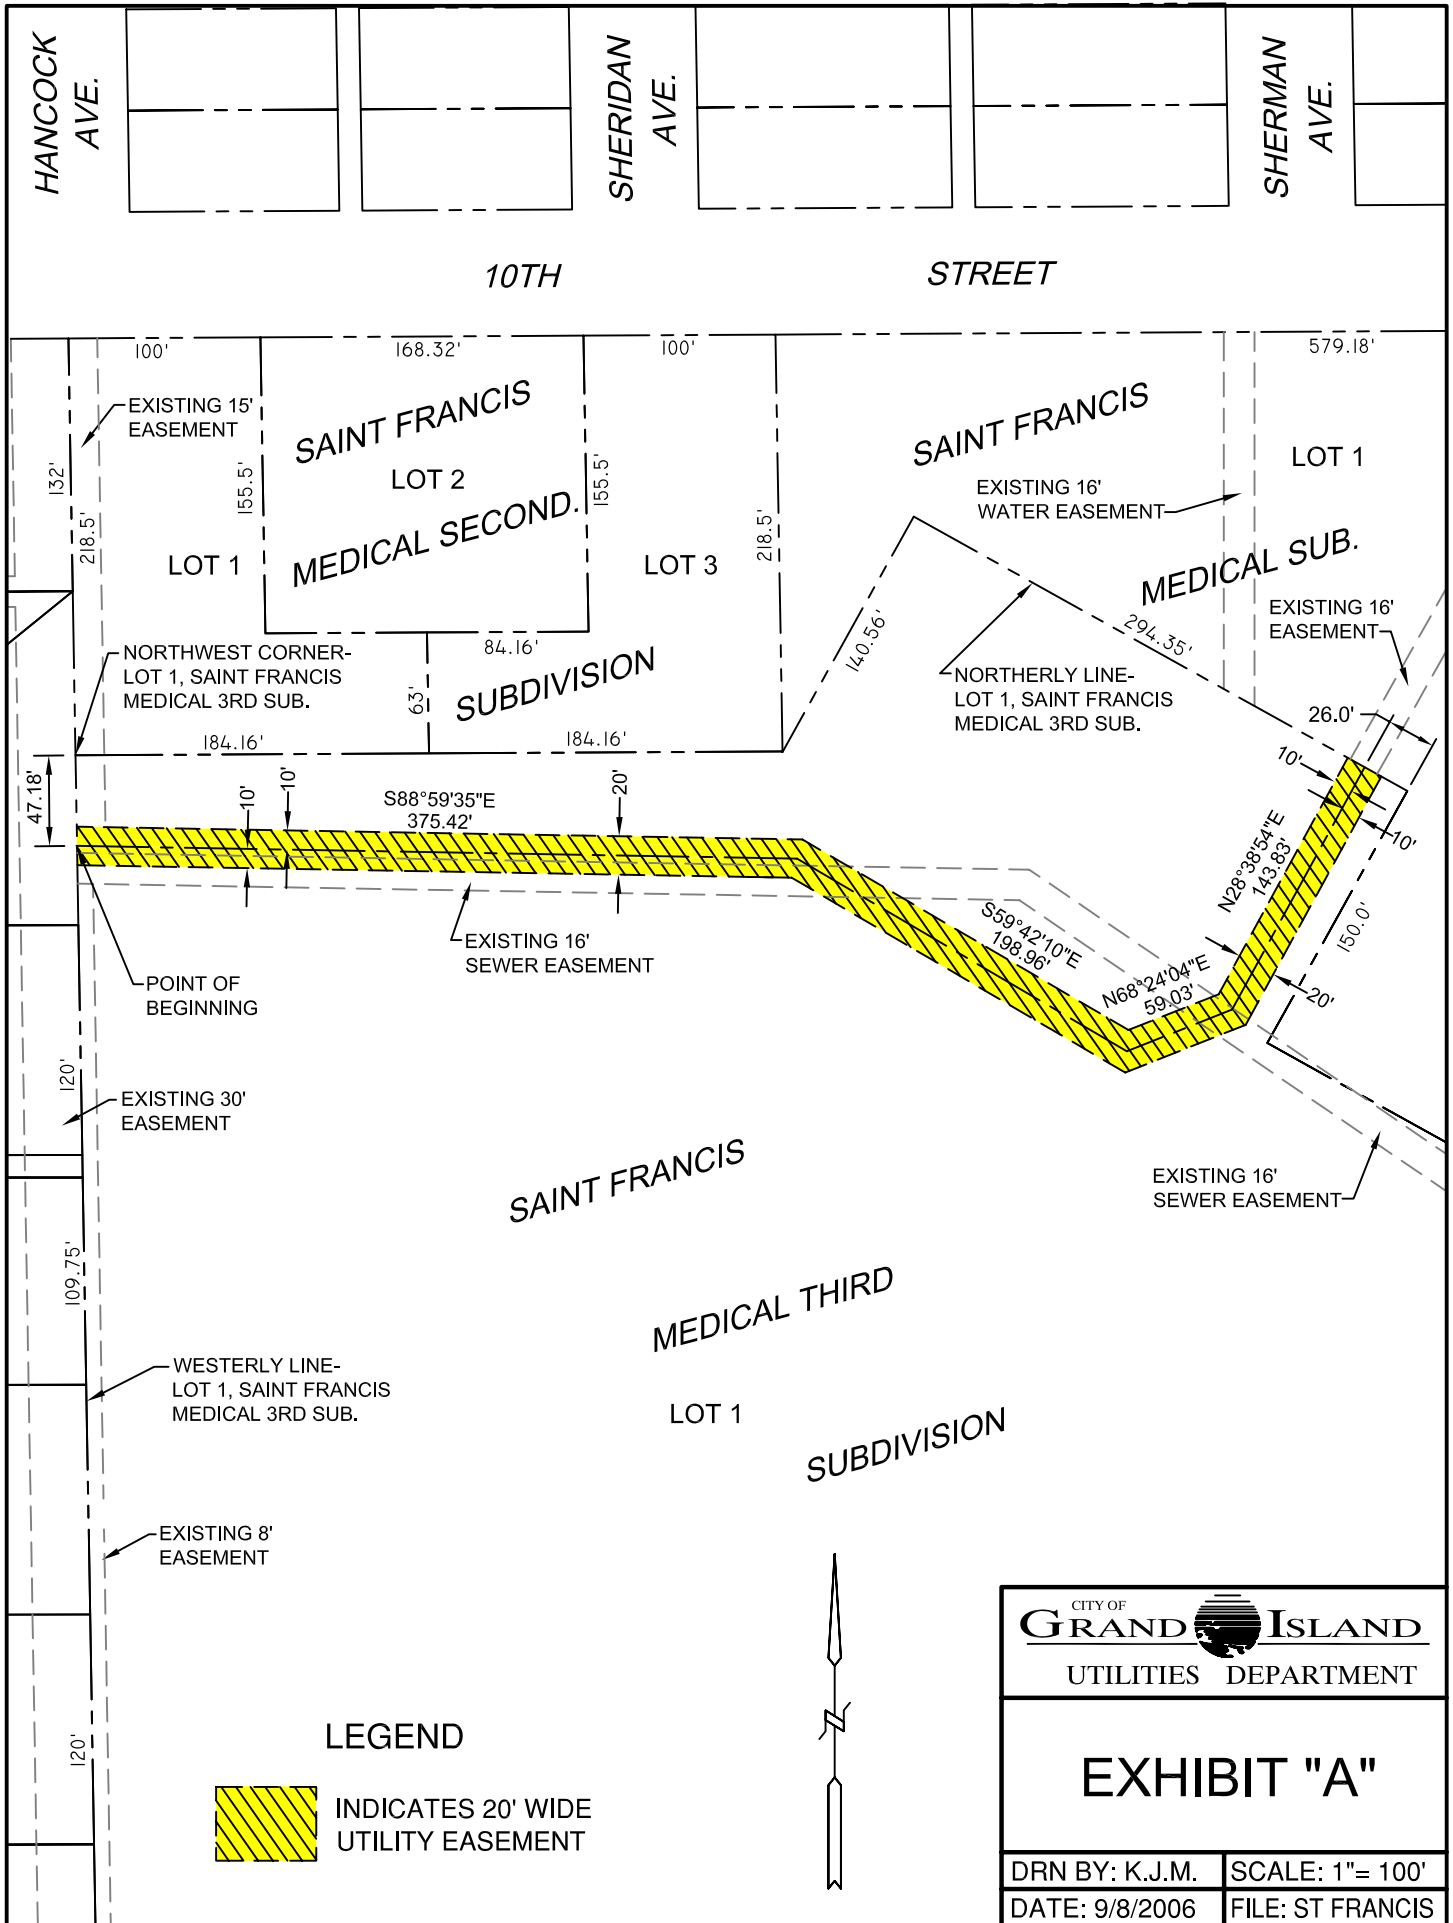 HANCOCK
AVE.
SHERIDAN
AVE.
SHERMAN
AVE.
10TH STREET
100'
168.32'
100'
579.18'
EXISTING 15'
EASEMENT
132'
218.5'
155.5'
SAINT FRANCIS
LOT 2
MEDICAL SECOND.
SUBDIVISION
LOT 1
155.5'
LOT 3
218.5'
SAINT FRANCIS
LOT 1
EXISTING 16'
WATER EASEMENT
MEDICAL SUB.
EXISTING 16'
EASEMENT
140.56'
294.35'
NORTHWEST CORNER-
LOT 1, SAINT FRANCIS
MEDICAL 3RD SUB.
84.16'
63'
NORTHERLY LINE-
LOT 1, SAINT FRANCIS
MEDICAL 3RD SUB.
26.0'
184.16'
184.16'
47.18'
10'
10'
S88°59'35"E
375.42'
20'
10'
10'
N28°38'54"E
143.83'
150.0'
EXISTING 16'
SEWER EASEMENT
S59°42'10"E
198.96'
N68°24'04"E
59.03'
20'
POINT OF
BEGINNING
120'
EXISTING 30'
EASEMENT
SAINT FRANCIS
EXISTING 16'
SEWER EASEMENT
109.75'
MEDICAL THIRD
WESTERLY LINE-
LOT 1, SAINT FRANCIS
MEDICAL 3RD SUB.
LOT 1
SUBDIVISION
EXISTING 8'
EASEMENT
120'
LEGEND
INDICATES 20' WIDE
UTILITY EASEMENT
CITY OF
GRAND ISLAND
UTILITIES DEPARTMENT
EXHIBIT "A"
DRN BY: K.J.M.
SCALE: 1"= 100'
DATE: 9/8/2006
FILE: ST FRANCIS